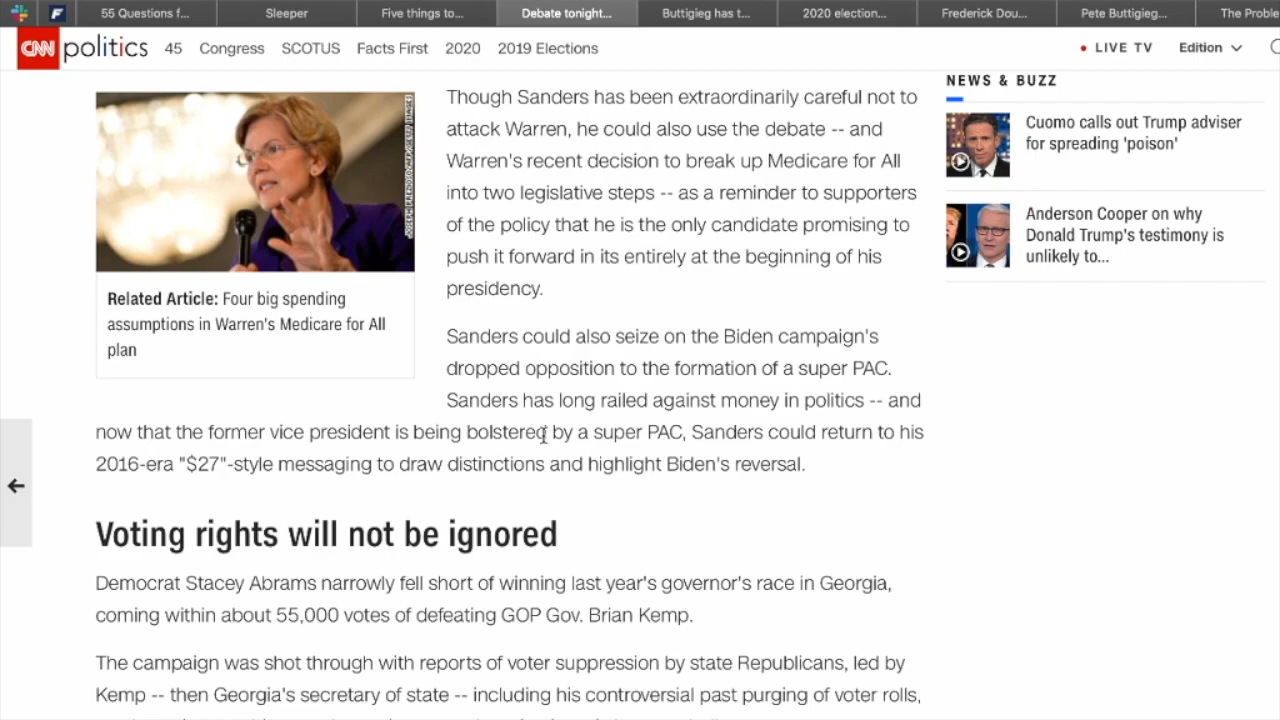 55 Questions f...
Sleeper
Five things to...
Debate tonight...
Buttigieg has t...
2020 election...
Frederick Dou...
Pete Buttigieg...
The Proble
CNN politics
45
Congress
SCOTUS
Facts First
2020
2019 Elections
LIVE TV
Edition
Related Article: Four big spending
assumptions in Warren's Medicare for All
plan
Though Sanders has been extraordinarily careful not to
attack Warren, he could also use the debate -- and
Warren's recent decision to break up Medicare for All
into two legislative steps -- as a reminder to supporters
of the policy that he is the only candidate promising to
push it forward in its entirely at the beginning of his
presidency.
Sanders could also seize on the Biden campaign's
dropped opposition to the formation of a super PAC.
Sanders has long railed against money in politics -- and
now that the former vice president is being bolstered by a super PAC, Sanders could return to his
2016-era "$27"-style messaging to draw distinctions and highlight Biden's reversal.
Voting rights will not be ignored
Democrat Stacey Abrams narrowly fell short of winning last year's governor's race in Georgia,
coming within about 55,000 votes of defeating GOP Gov. Brian Kemp.
The campaign was shot through with reports of voter suppression by state Republicans, led by
Kemp -- then Georgia's secretary of state -- including his controversial past purging of voter rolls,
NEWS & BUZZ
Cuomo calls out Trump adviser
for spreading 'poison'
Anderson Cooper on why
Donald Trump's testimony is
unlikely to...